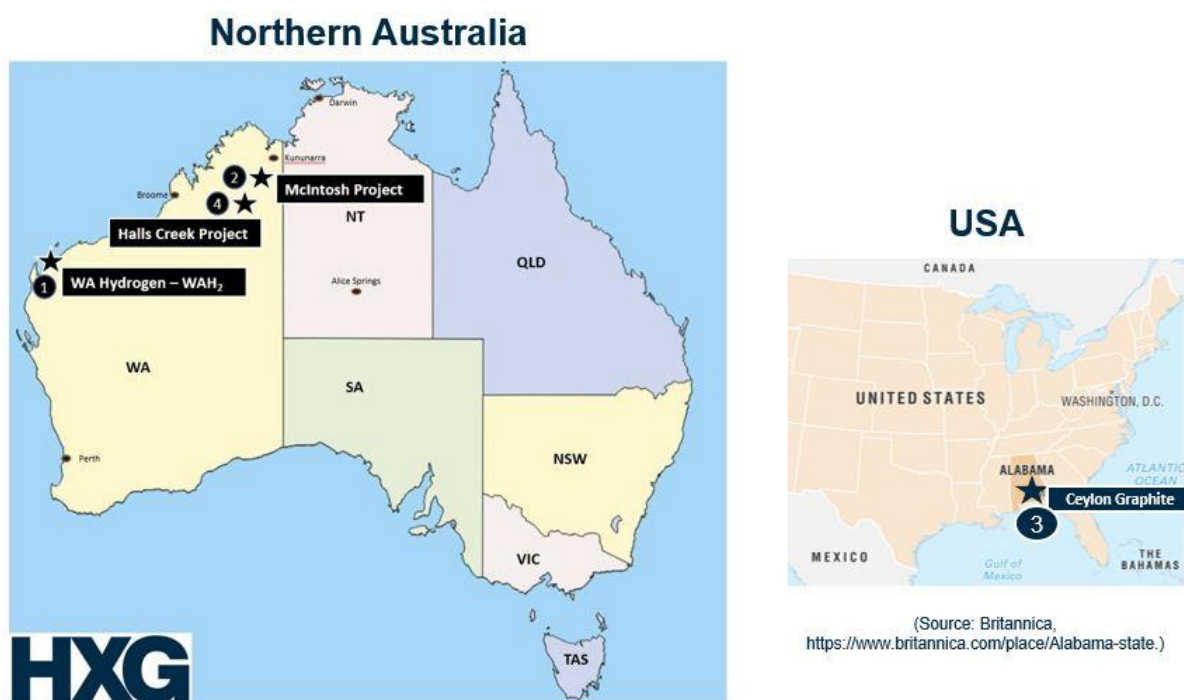 Northern Australia
Darwin
Kununarra
2
McIntosh Project
Broome
4
NT
Halls Creek Project
QLD
1
WA Hydrogen – WAH₂
Alice Springs
WA
SA
NSW
Perth
VIC
TAS
HXG
USA
CANADA
UNITED STATES
WASHINGTON, D.C.
ALABAMA
ATLANTIC
OCEAN
Ceylon Graphite
3
MEXICO
Gulf of
Mexico
THE
BAHAMAS
(Source: Britannica,
https://www.britannica.com/place/Alabama-state.)